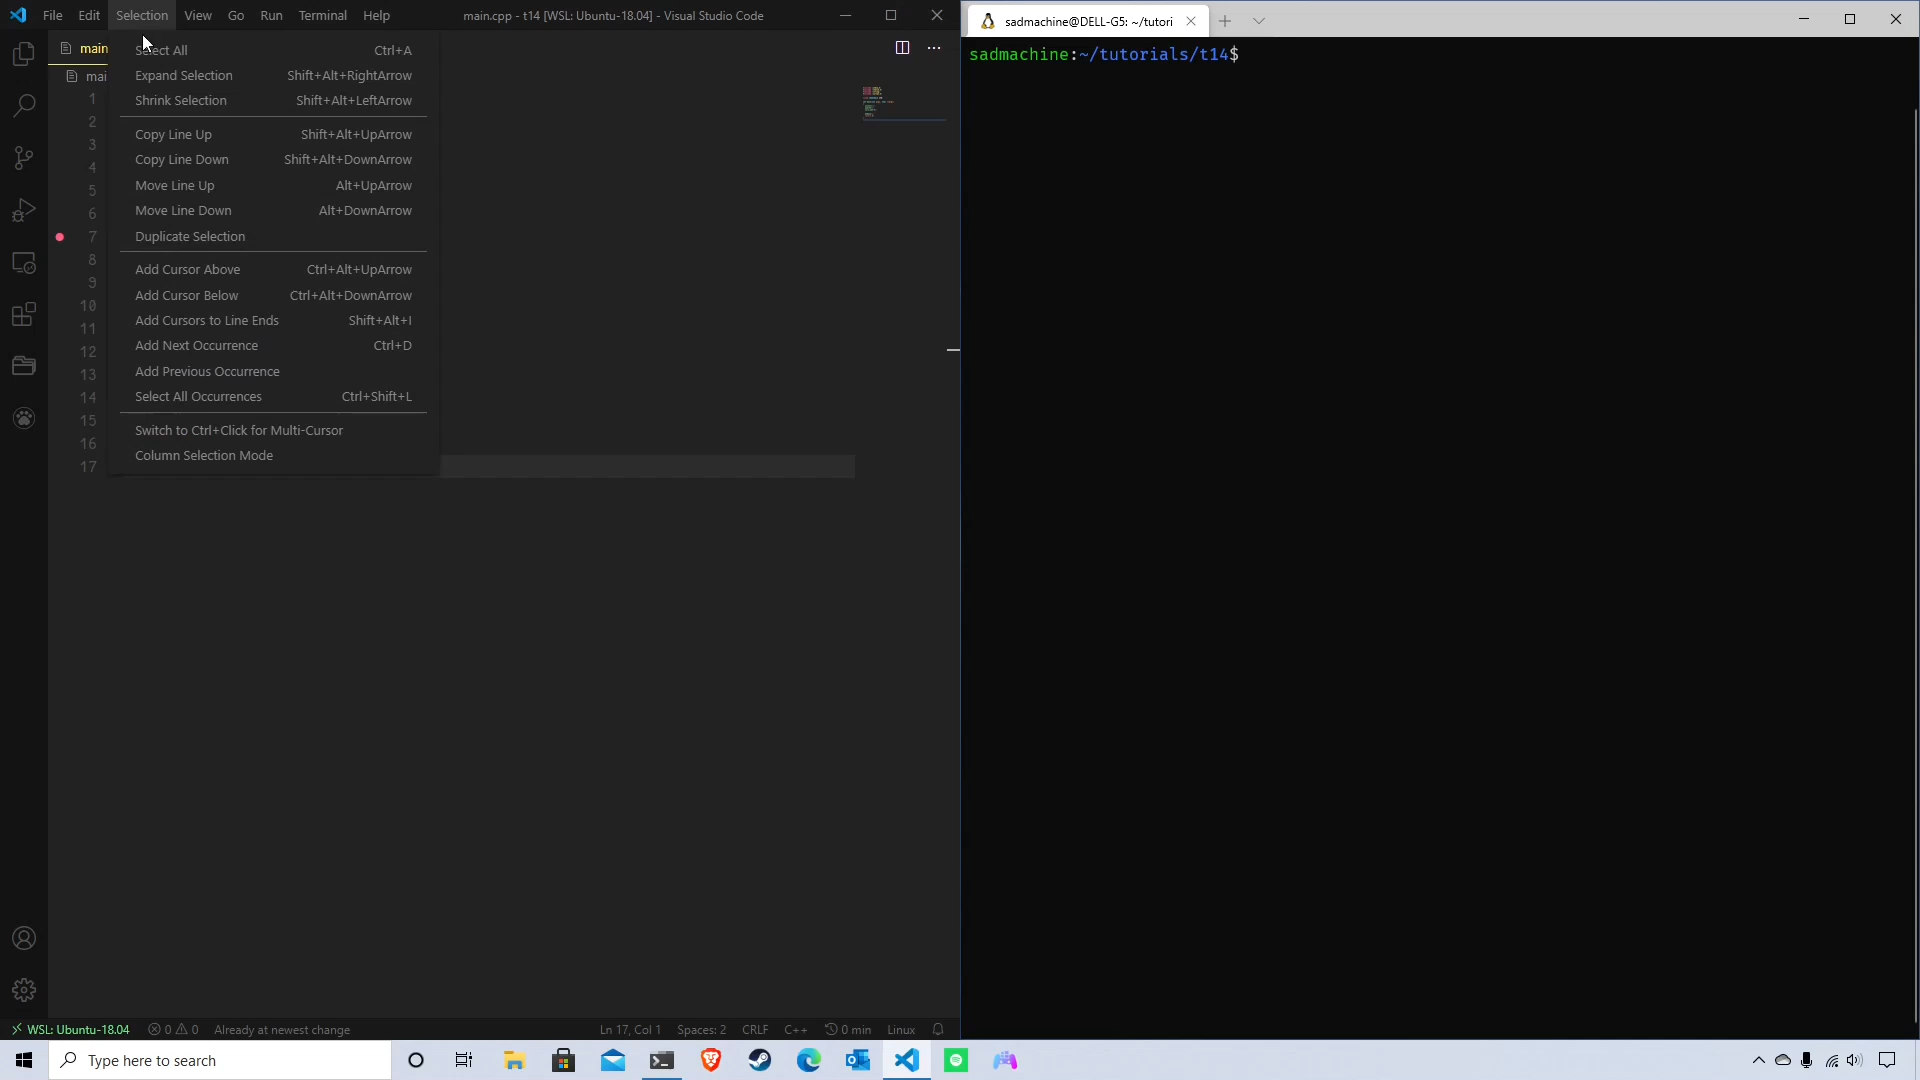 File Edit Selection View Go Run Terminal Help
main.cpp - t14 [WSL: Ubuntu-18.04] - Visual Studio Code
main
mai
Select All Ctrl+A
Expand Selection Shift+Alt+RightArrow
Shrink Selection Shift+Alt+LeftArrow
Copy Line Up Shift+Alt+UpArrow
Copy Line Down Shift+Alt+DownArrow
Move Line Up Alt+UpArrow
Move Line Down Alt+DownArrow
Duplicate Selection
Add Cursor Above Ctrl+Alt+UpArrow
Add Cursor Below Ctrl+Alt+DownArrow
Add Cursors to Line Ends Shift+Alt+I
Add Next Occurrence Ctrl+D
Add Previous Occurrence
Select All Occurrences Ctrl+Shift+L
Switch to Ctrl+Click for Multi-Cursor
Column Selection Mode
1
2
3
4
5
6
7
8
9
10
11
12
13
14
15
16
17
WSL: Ubuntu-18.04 0 0 Already at newest change Ln 17, Col 1 Spaces: 2 CRLF C++ 0 min Linux
sadmachine@DELL-G5: ~/tutori
sadmachine:~/tutorials/t14$
Type here to search